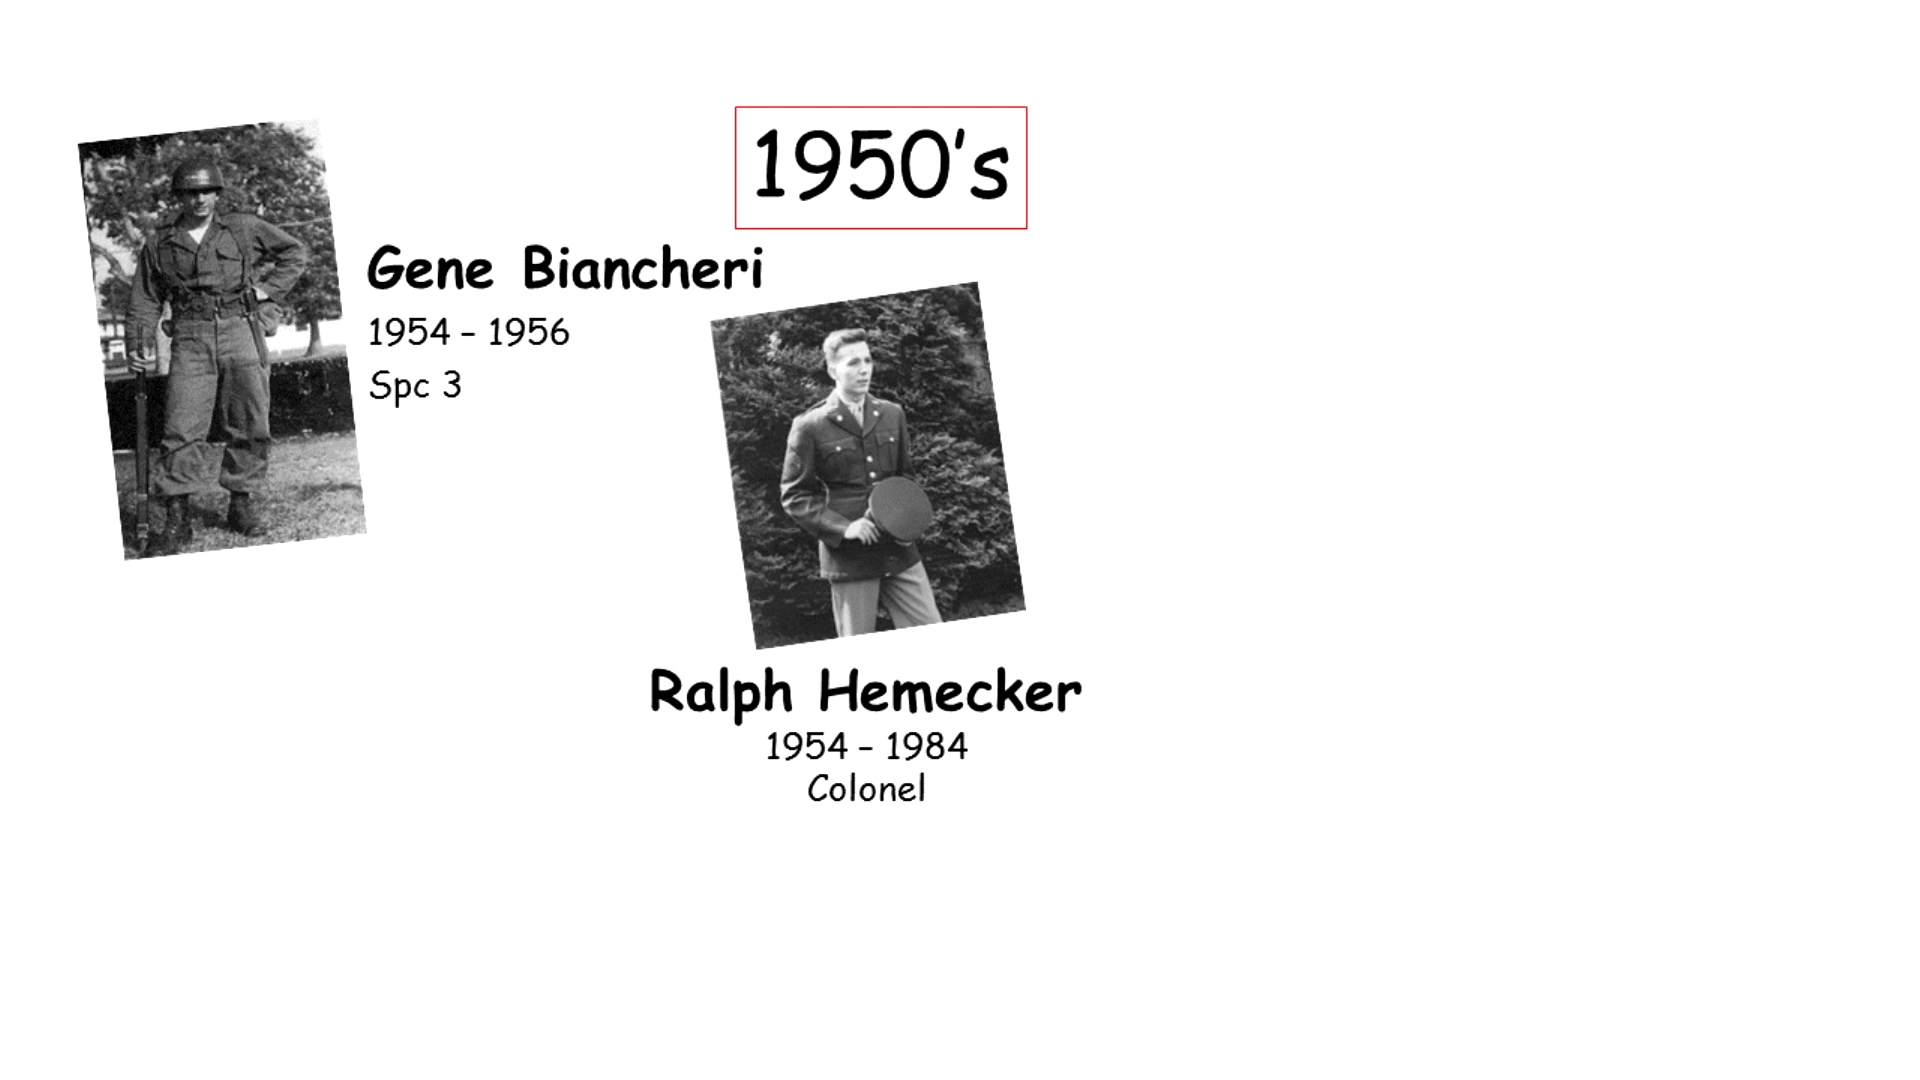 1950's
Gene Biancheri
1954 – 1956
Spc 3
Ralph Hemecker
1954 – 1984
Colonel